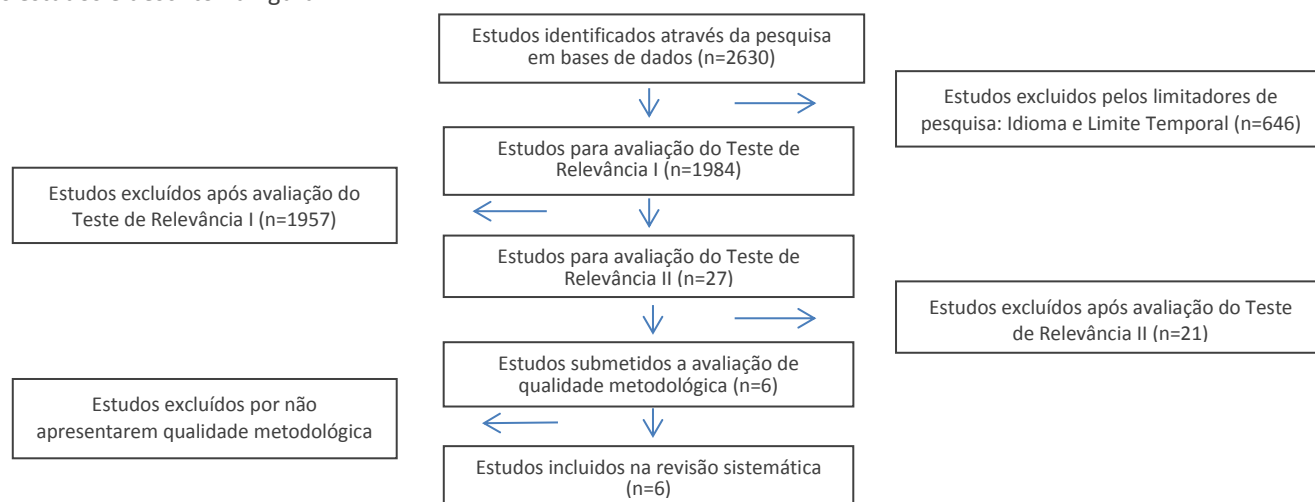 Estudos identificados através da pesquisa
em bases de dados (n=2630)
Estudos excluidos pelos limitadores de
pesquisa: Idioma e Limite Temporal (n=646)
Estudos para avaliação do Teste de
Relevância I (n=1984)
Estudos excluídos após avaliação do
Teste de Relevância I (n=1957)
Estudos para avaliação do Teste de
Relevância II (n=27)
Estudos excluídos após avaliação do Teste
de Relevância II (n=21)
Estudos submetidos a avaliação de
qualidade metodológica (n=6)
Estudos excluídos por não
apresentarem qualidade metodológica
Estudos incluidos na revisão sistemática
(n=6)